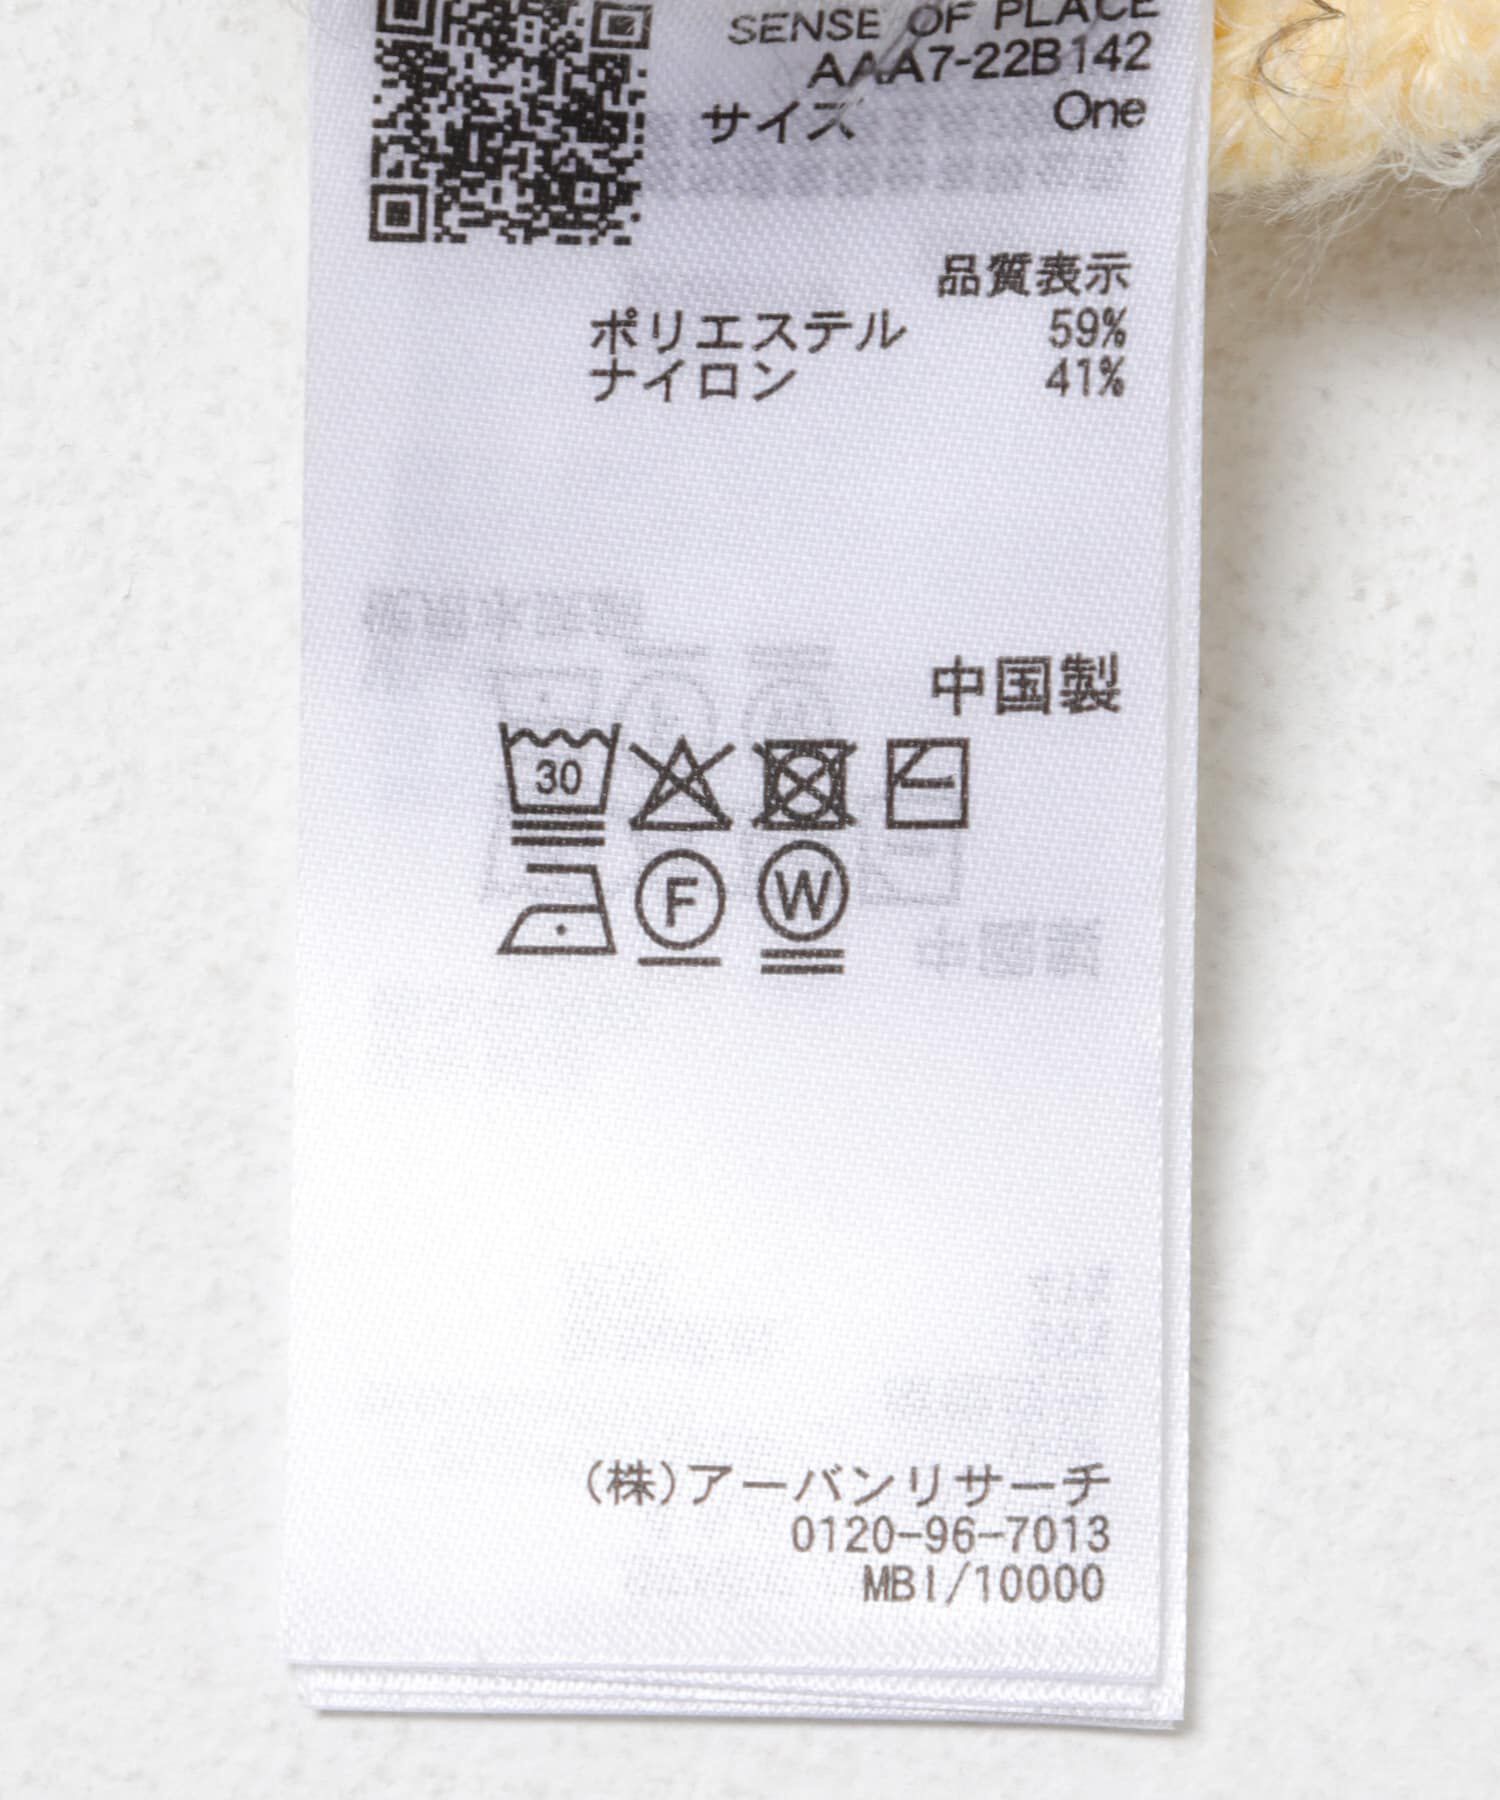 SENSE OF PLACE
AAA7-22B142
サイズ One
品質表示
ポリエステル 59%
ナイロン 41%
中国製
30
F W
(株)アーバンリサーチ
0120-96-7013
MBI/10000